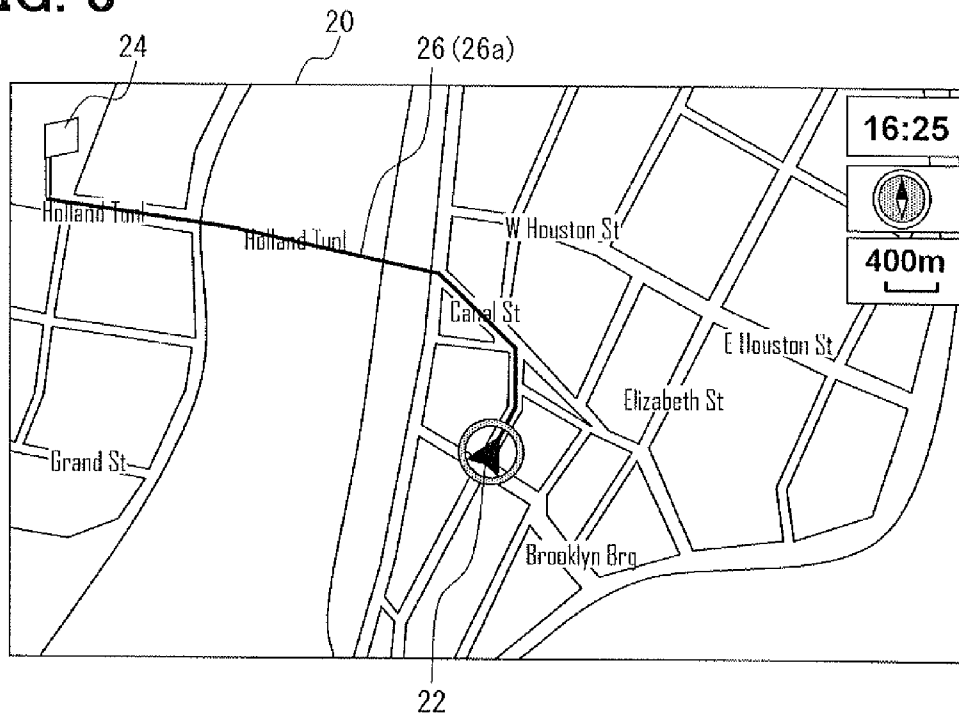 20
24
26 (26a)
16:25
Holland Tunl
W Houston St
Holland Tunl
400m
Canal St
E Houston St
Elizabeth St
Grand St
Brooklyn Brg
22